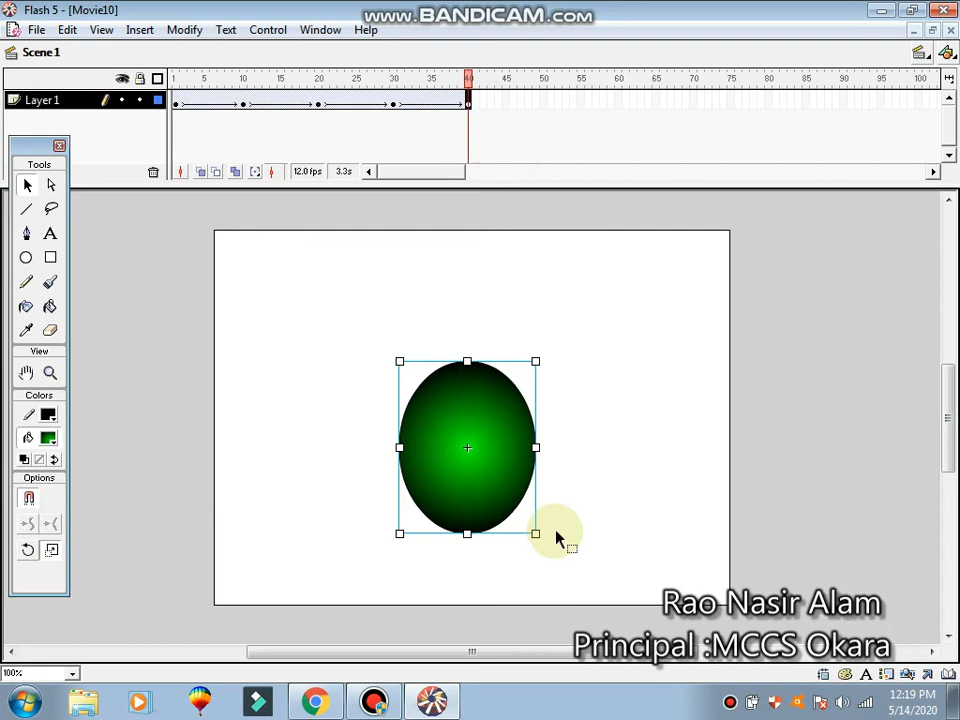 Flash 5 - [Movie10]
www.BANDICAM.com
File Edit View Insert Modify Text Control Window Help
Scene 1
1 5 10 15 20 25 30 35 40 45 50 55 60 65 70 75 80 85 90 95 100
Layer 1
12.0 fps 3.3s
Tools
A
View
Colors
Options
Rao Nasir Alam
Principal :MCCS Okara
100%
A
12:19 PM
5/14/2020